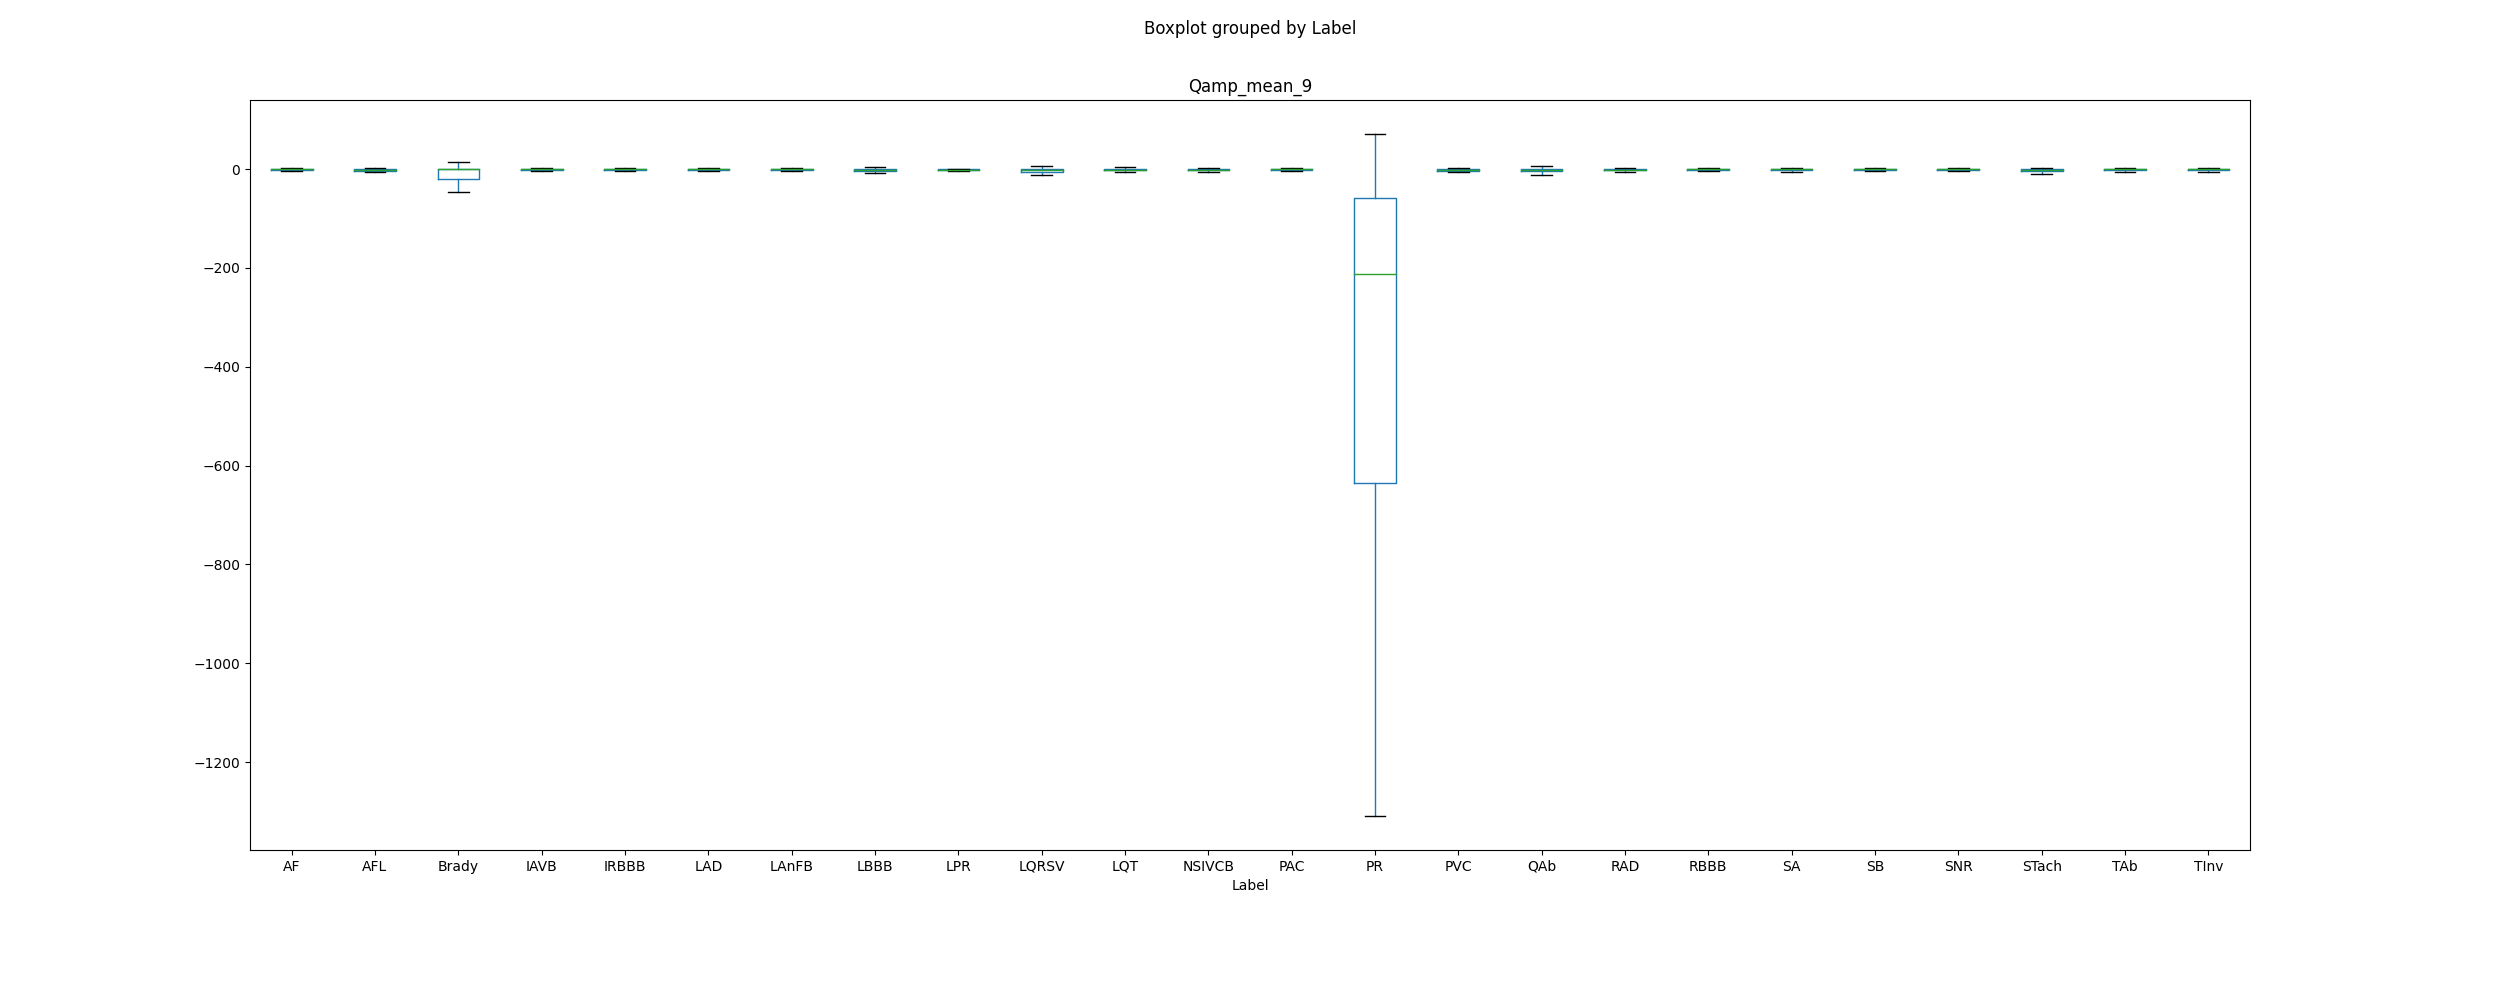 Boxplot grouped by Label
Qamp_mean_9
0
−200
−400
−600
−800
−1000
−1200
AF AFL Brady IAVB IRBBB LAD LAnFB LBBB LPR LQRSV LQT NSIVCB PAC PR PVC QAb RAD RBBB SA SB SNR STach TAb TInv
Label